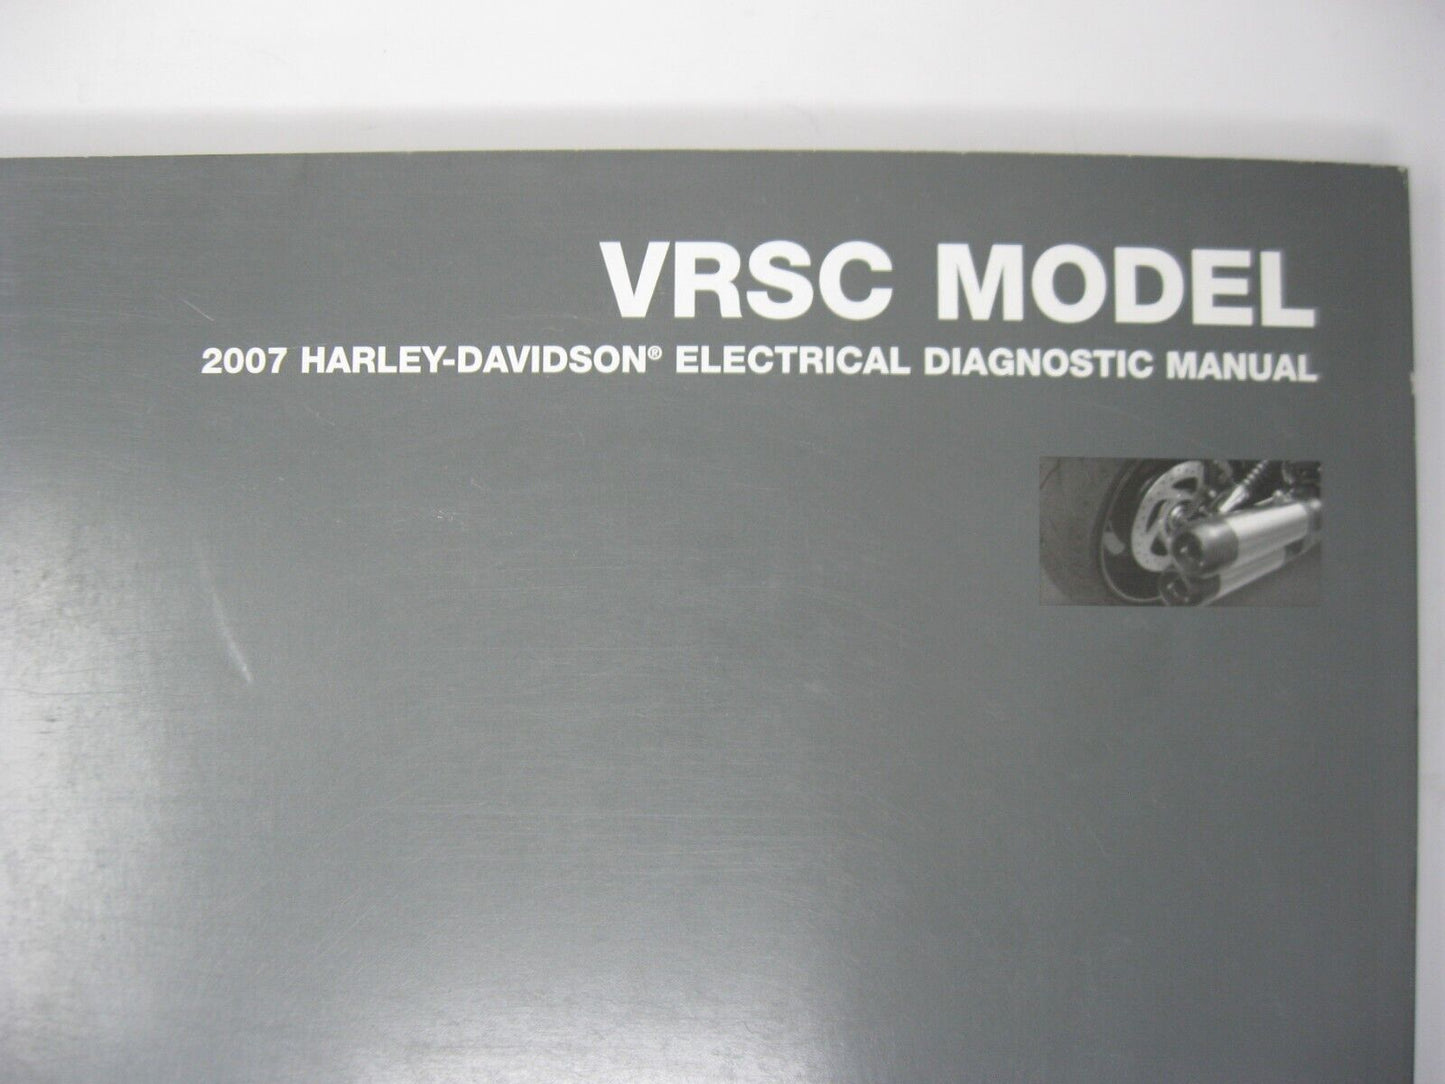 VRSC MODEL
2007 HARLEY-DAVIDSON® ELECTRICAL DIAGNOSTIC MANUAL